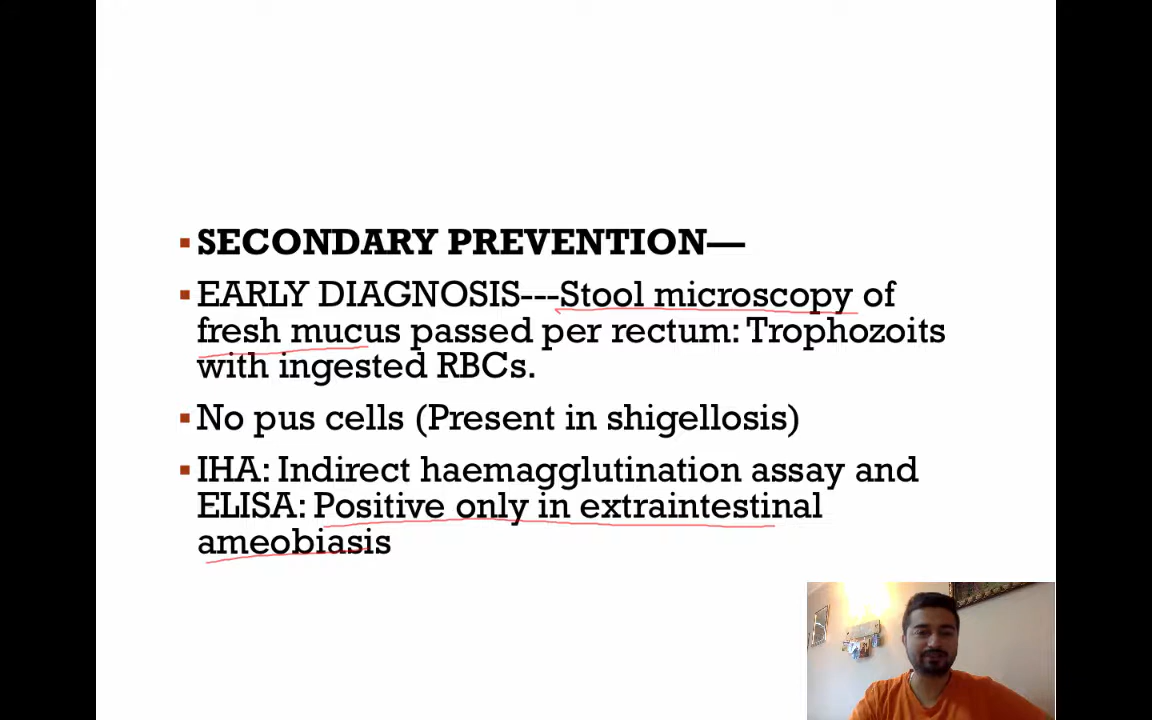 SECONDARY PREVENTION—
EARLY DIAGNOSIS---Stool microscopy of
fresh mucus passed per rectum: Trophozoits
with ingested RBCs.
No pus cells (Present in shigellosis)
IHA: Indirect haemagglutination assay and
ELISA: Positive only in extraintestinal
ameobiasis